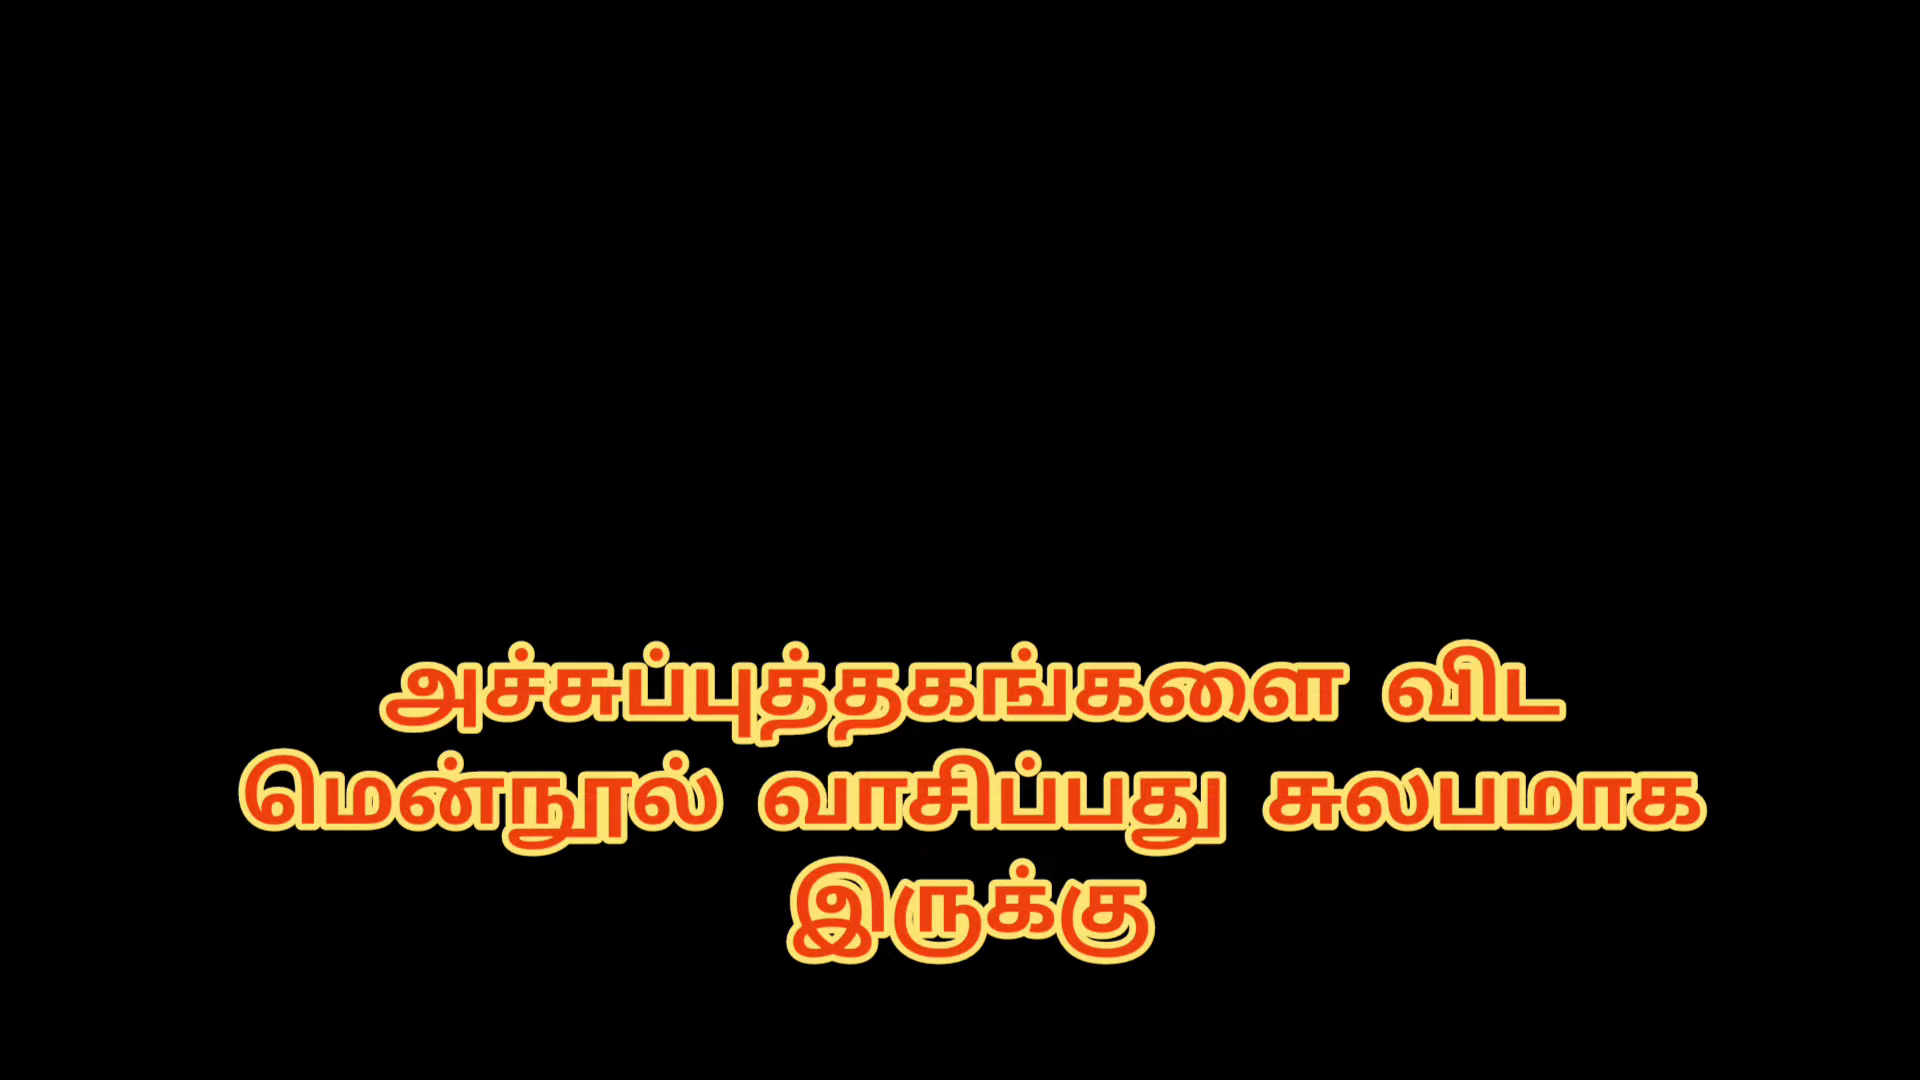 அச்சுப்புத்தகங்களை விட
மென்நூல் வாசிப்பது சுலபமாக
இருக்கு